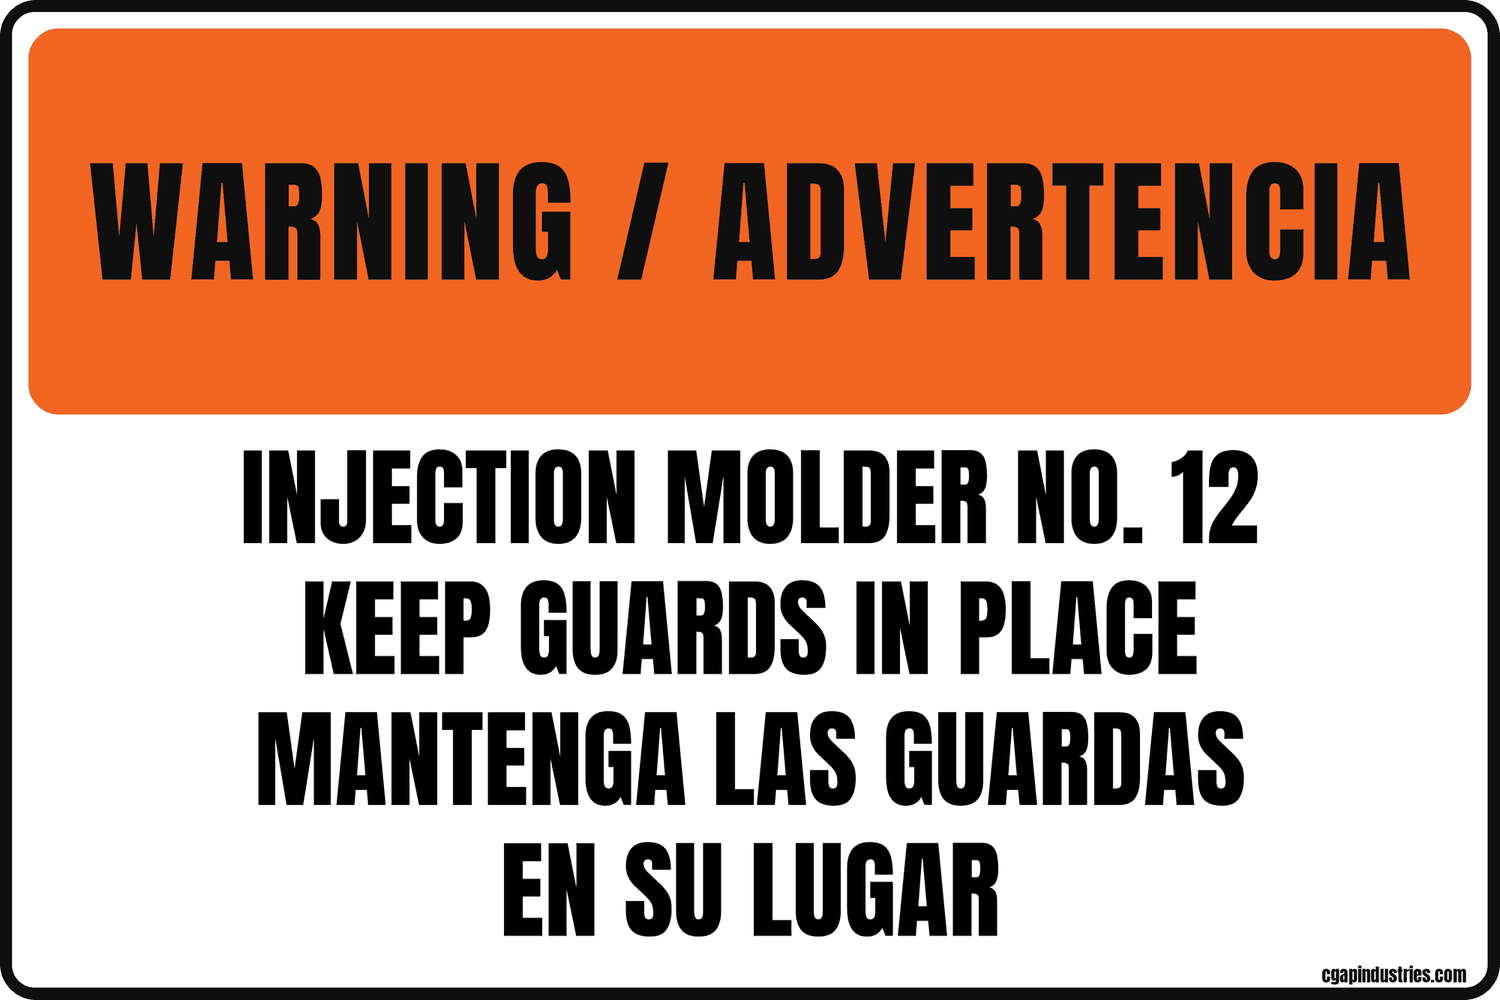 WARNING / ADVERTENCIA
INJECTION MOLDER NO. 12
KEEP GUARDS IN PLACE
MANTENGA LAS GUARDAS
EN SU LUGAR
cgapindustries.com